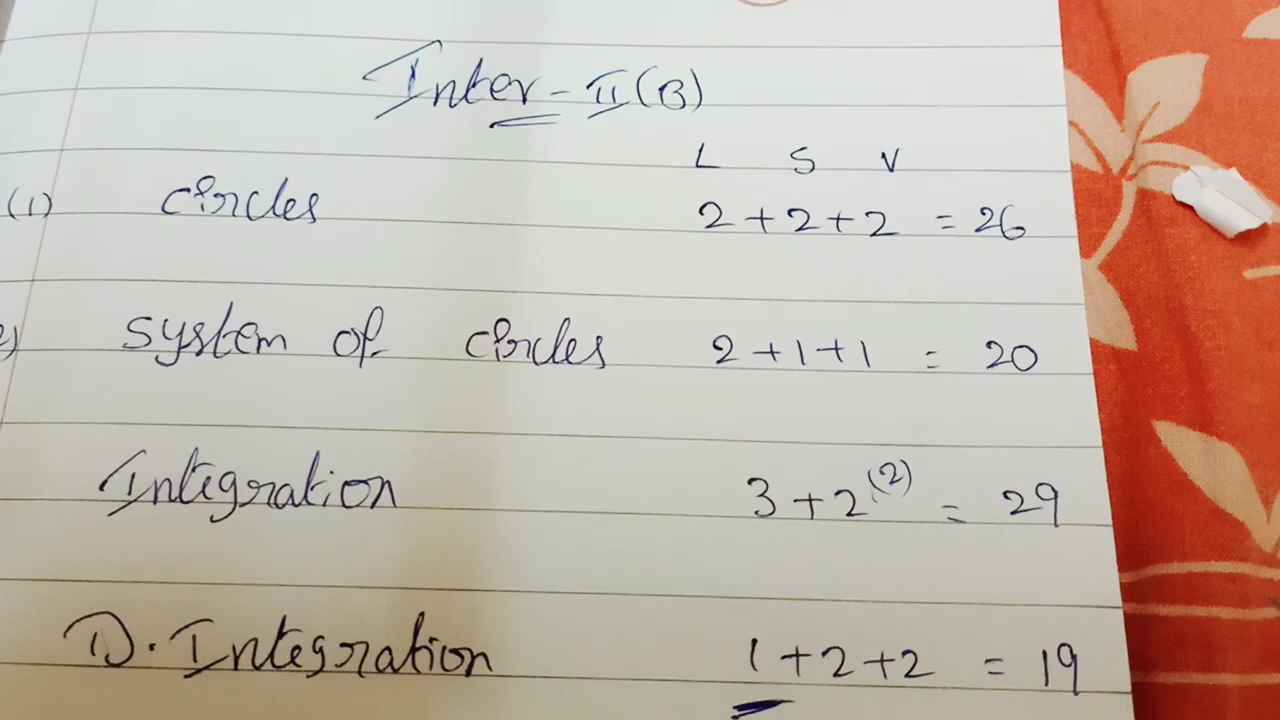 Inter - II (B)
L S V
(1) circles 2 + 2 + 2 = 26
system of circles 2 + 1 + 1 = 20
Integration 3 + 2 (2) = 29
D. Integration 1 + 2 + 2 = 19